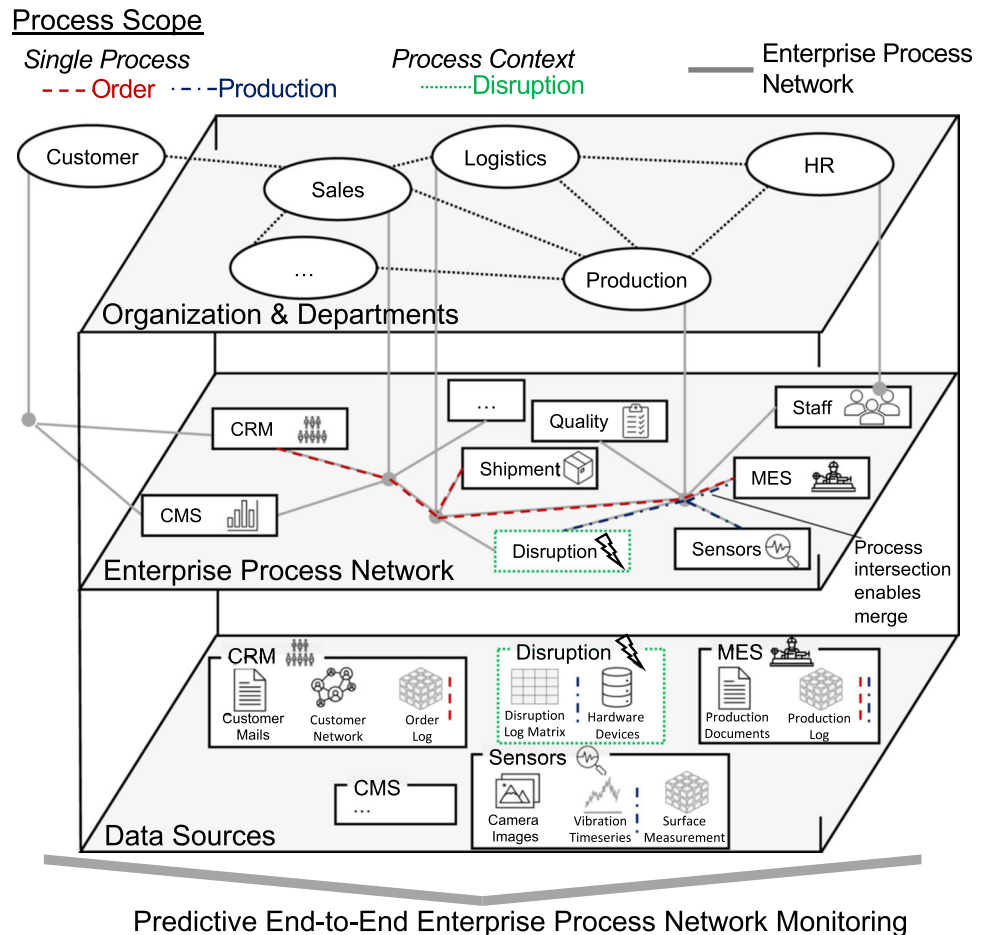 Process Scope
Single Process
Process Context
Enterprise Process
Network
Order
Production
Disruption
Customer
Sales
Logistics
HR
...
Production
Organization & Departments
CRM
...
Quality
Staff
Shipment
MES
CMS
Disruption
Sensors
Enterprise Process Network
Process
intersection
enables
merge
CRM
Customer
Mails
Customer
Network
Order
Log
Disruption
Disruption
Log Matrix
Hardware
Devices
MES
Production
Documents
Production
Log
CMS
...
Sensors
Camera
Images
Vibration
Timeseries
Surface
Measurement
Data Sources
Predictive End-to-End Enterprise Process Network Monitoring